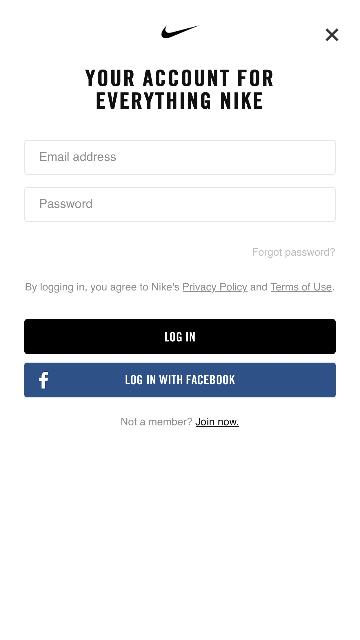 YOUR ACCOUNT FOR
EVERYTHING NIKE
Email address
Password
Forgot password?
By logging in, you agree to Nike's Privacy Policy and Terms of Use.
LOG IN
LOG IN WITH FACEBOOK
Not a member? Join now.